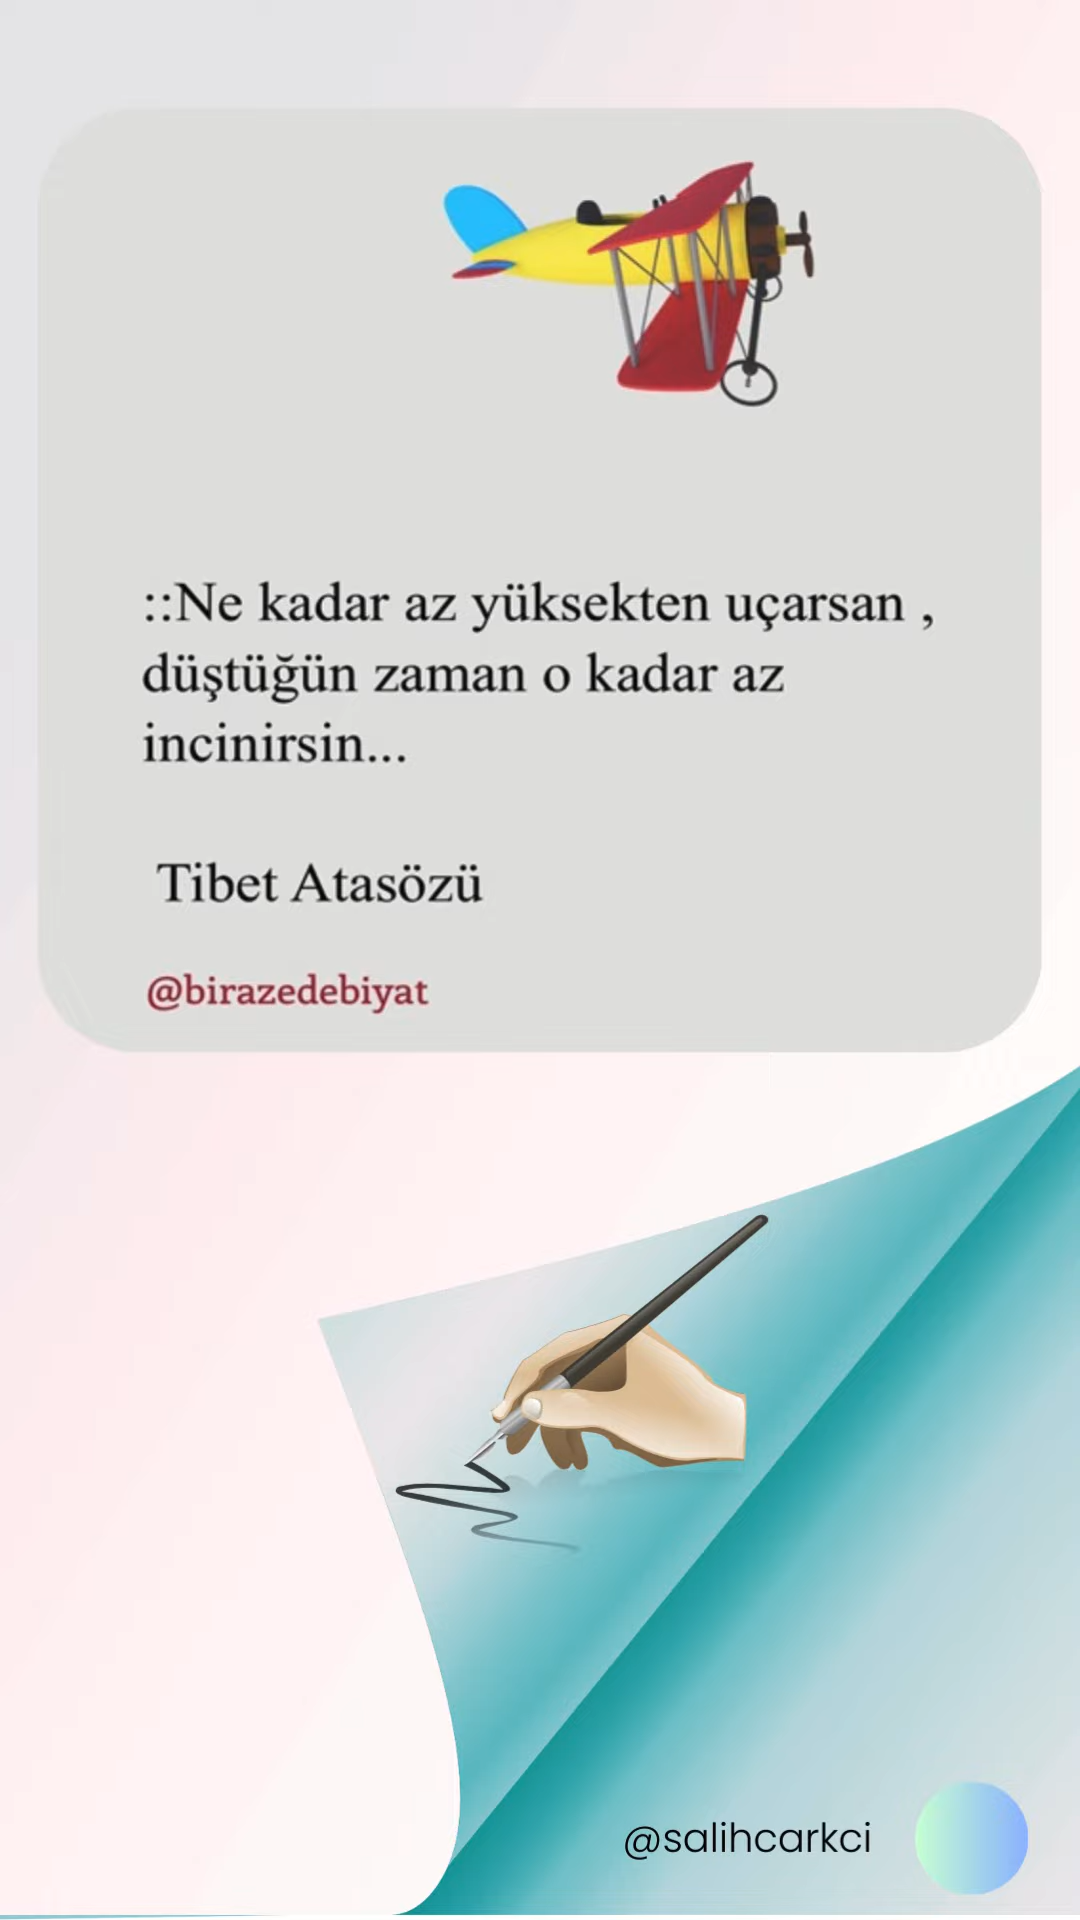 ::Ne kadar az yüksekten uçarsan ,
düştüğün zaman o kadar az
incinirsin...
Tibet Atasözü
@birazedebiyat
@salihcarkci